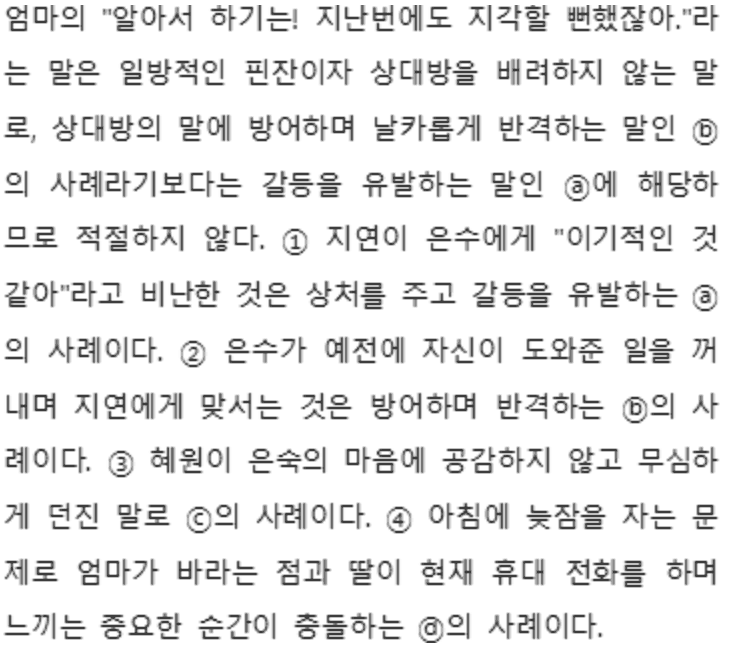 엄마의 "알아서 하기는! 지난번에도 지각할 뻔했잖아."라
는 말은 일방적인 핀잔이자 상대방을 배려하지 않는 말
로, 상대방의 말에 방어하며 날카롭게 반격하는 말인 ⓑ
의 사례라기보다는 갈등을 유발하는 말인 ⓐ에 해당하
므로 적절하지 않다. ① 지연이 은수에게 "이기적인 것
같아"라고 비난한 것은 상처를 주고 갈등을 유발하는 ⓐ
의 사례이다. ② 은수가 예전에 자신이 도와준 일을 꺼
내며 지연에게 맞서는 것은 방어하며 반격하는 ⓑ의 사
례이다. ③ 혜원이 은숙의 마음에 공감하지 않고 무심하
게 던진 말로 ⓒ의 사례이다. ④ 아침에 늦잠을 자는 문
제로 엄마가 바라는 점과 딸이 현재 휴대 전화를 하며
느끼는 중요한 순간이 충돌하는 ⓓ의 사례이다.